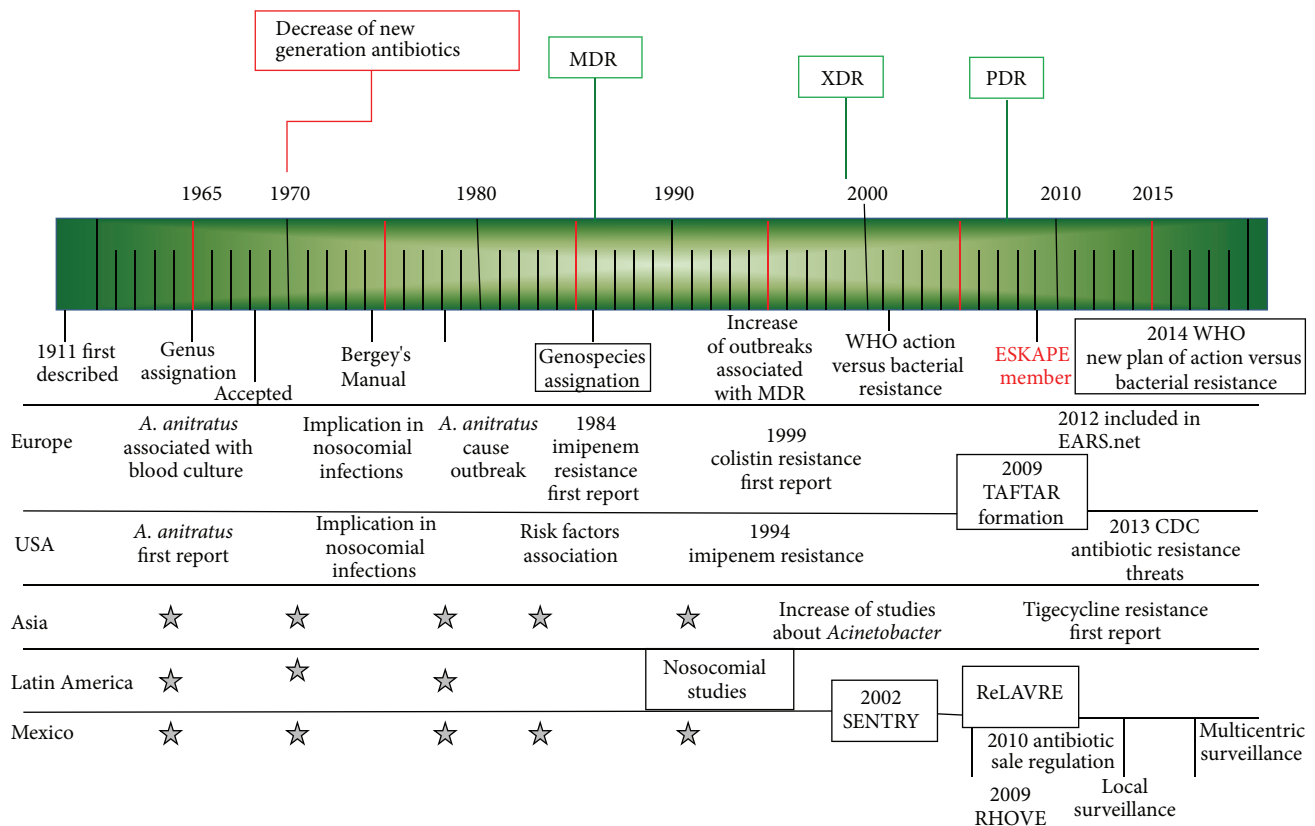 Decrease of new
generation antibiotics
MDR
XDR
PDR
1965
1970
1980
1990
2000
2010
2015
1911 first
described
Genus
assignation
Accepted
Bergey's
Manual
Genospecies
assignation
Increase
of outbreaks
associated
with MDR
WHO action
versus bacterial
resistance
ESKAPE
member
2014 WHO
new plan of action versus
bacterial resistance
Europe
A. anitratus
associated with
blood culture
Implication in
nosocomial
infections
A. anitratus
cause
outbreak
1984
imipenem
resistance
first report
1999
colistin resistance
first report
2009
TAFTAR
formation
2012 included in
EARS.net
USA
A. anitratus
first report
Implication in
nosocomial
infections
Risk factors
association
1994
imipenem resistance
2013 CDC
antibiotic resistance
threats
Asia
Increase of studies
about Acinetobacter
Tigecycline resistance
first report
Latin America
Nosocomial
studies
2002
SENTRY
ReLAVRE
Mexico
2009
RHOVE
2010 antibiotic
sale regulation
Local
surveillance
Multicentric
surveillance